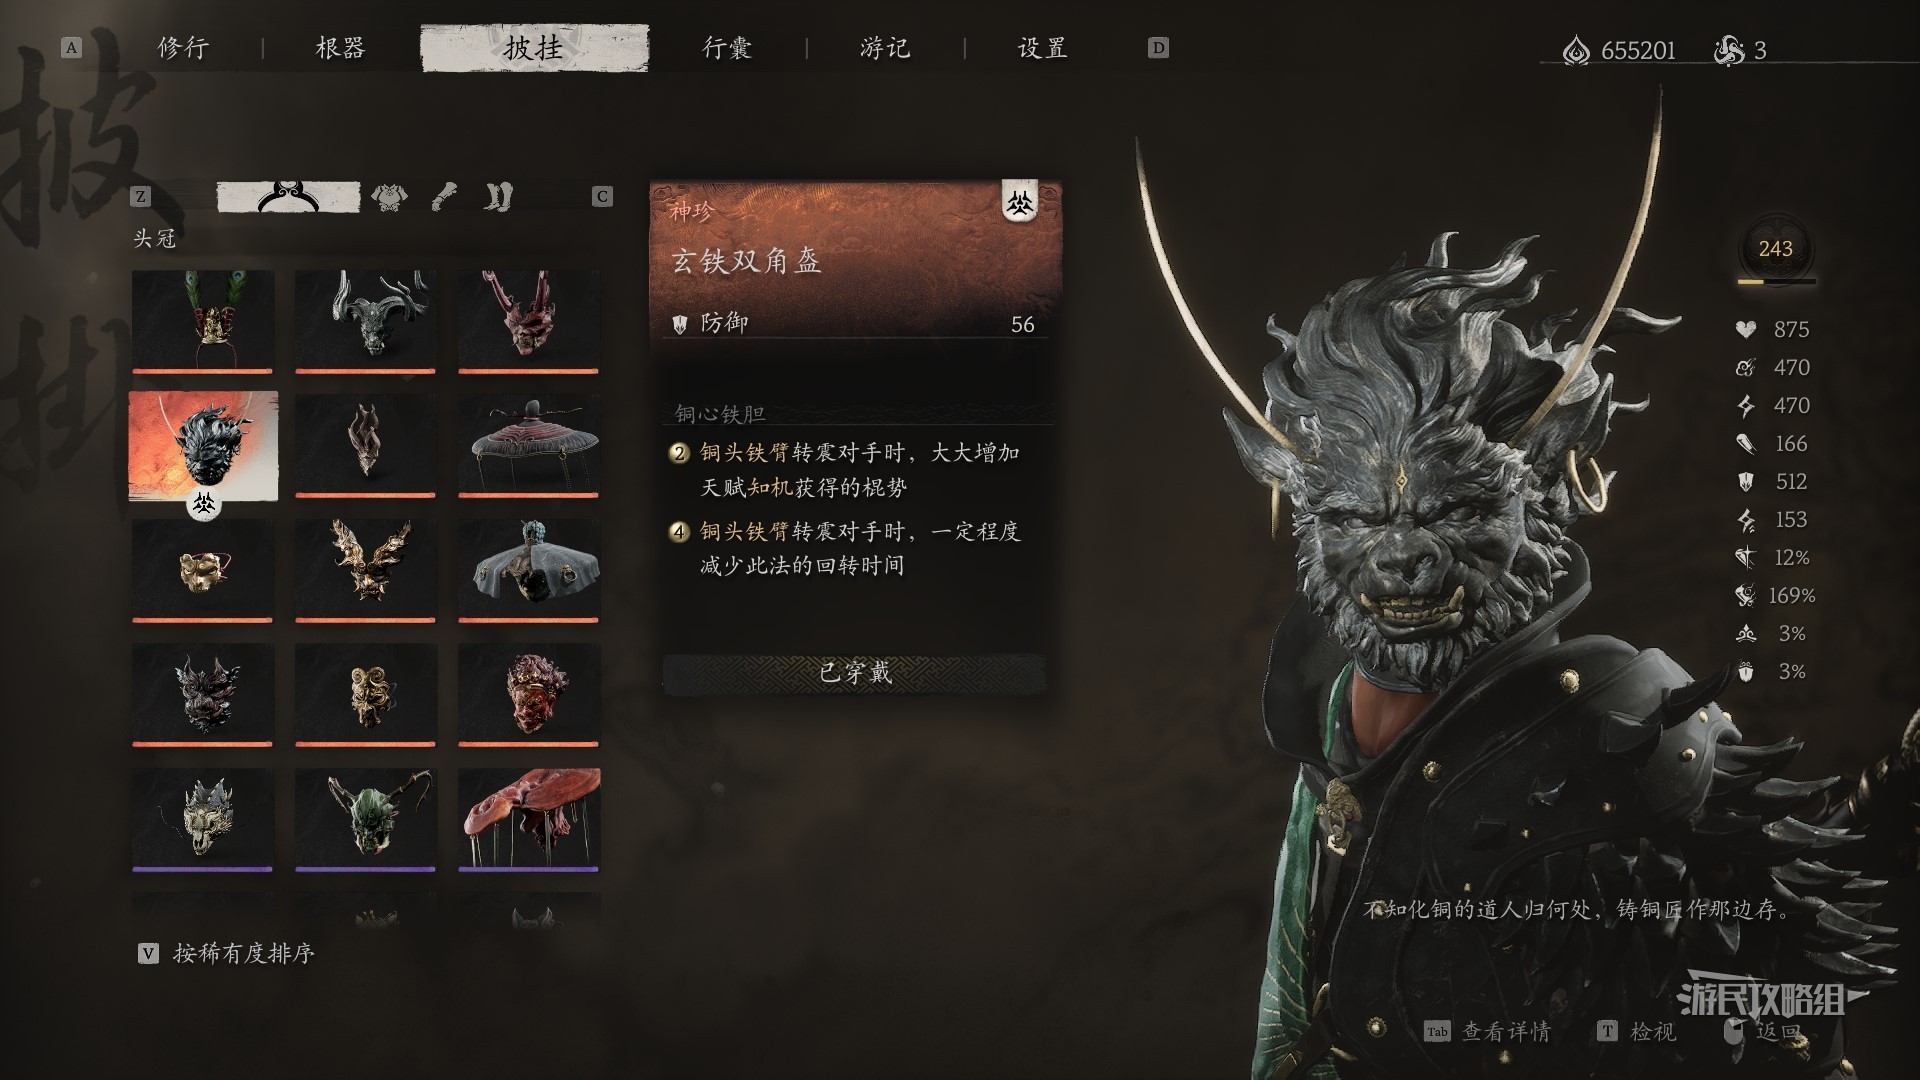 A 修行 根器 披挂 行囊 游记 设置 D
655201 3
披挂
Z C
头冠
神珍
玄铁双角盔
防御 56
铜心铁胆
2 铜头铁臂转震对手时，大大增加
天赋知机获得的棍势
4 铜头铁臂转震对手时，一定程度
减少此法的回转时间
已穿戴
V 按稀有度排序
243
875
470
470
166
512
153
12%
169%
3%
3%
不知化铜的道人归何处，铸铜匠作那边存。
游民攻略组
Tab 查看详情 T 检视 返回